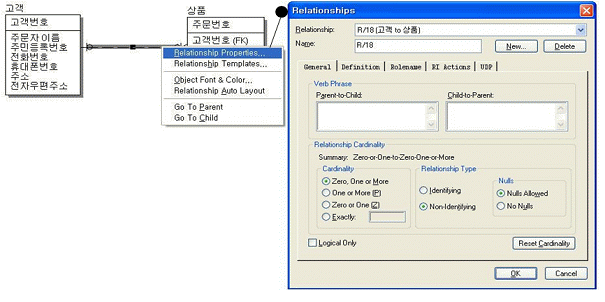 고객
고객번호
주문자 이름
주민등록번호
전화번호
휴대폰번호
주소
전자우편주소
상품
주문번호
고객번호 (FK)
Relationship Properties...
Relationship Templates...
Object Font & Color...
Relationship Auto Layout
Go To Parent
Go To Child
Relationships
Relationship: R/18 (고객 to 상품)
Name: R/18
New...
Delete
General Definition Rolename RI Actions UDP
Verb Phrase
Parent-to-Child: Child-to-Parent:
Relationship Cardinality
Summary: Zero-or-One-to-Zero-One-or-More
Cardinality
Zero, One or More
One or More (P)
Zero or One (Z)
Exactly:
Relationship Type
Identifying
Non-Identifying
Nulls
Nulls Allowed
No Nulls
Logical Only
Reset Cardinality
OK Cancel